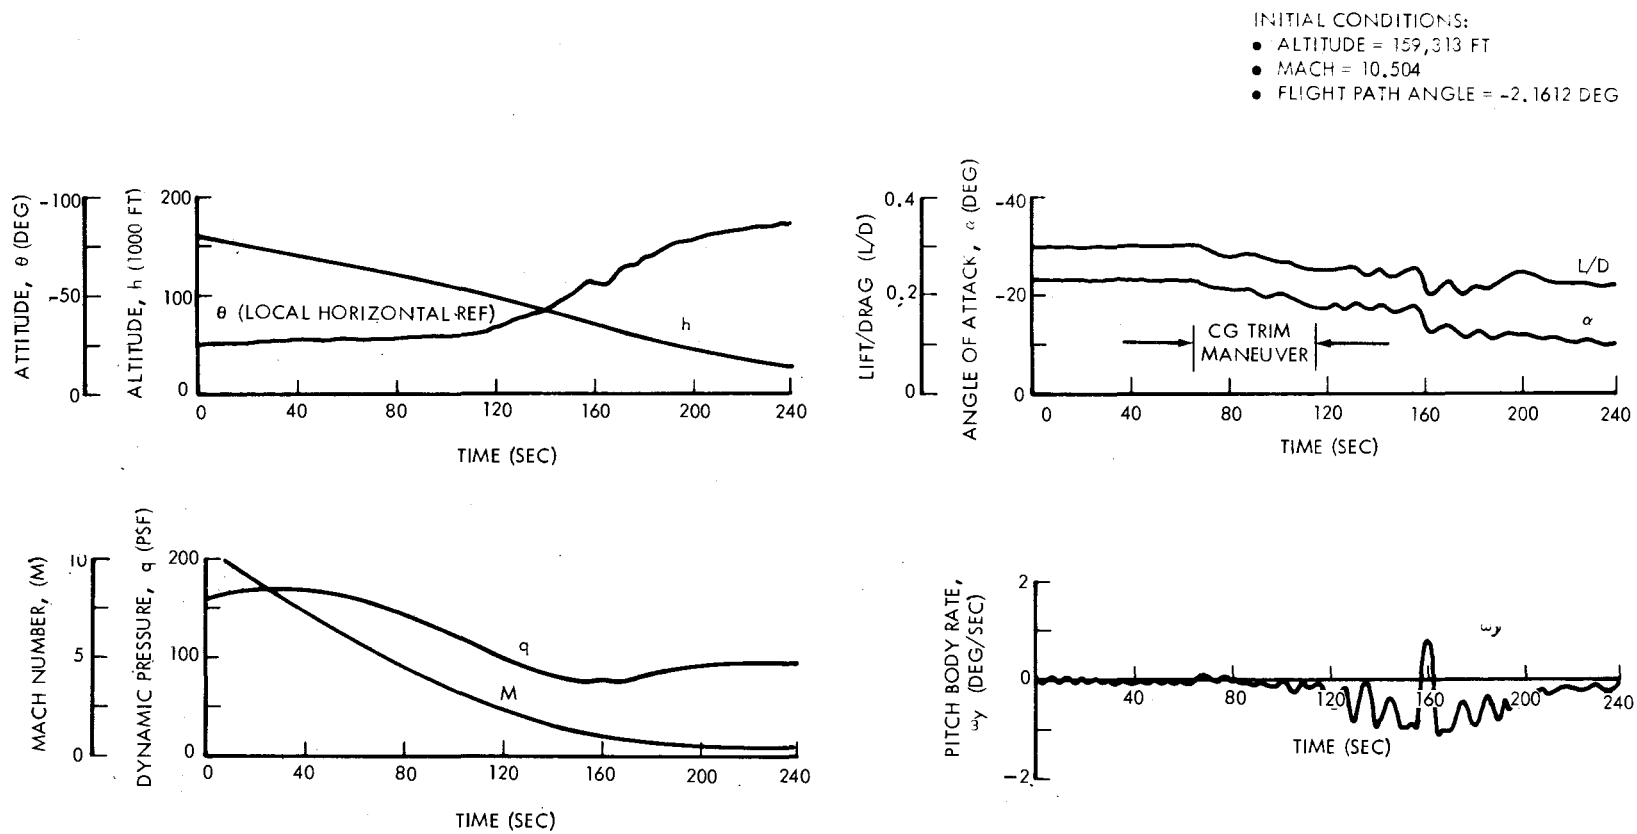 INITIAL CONDITIONS:
• ALTITUDE = 159,313 FT
• MACH = 10.504
• FLIGHT PATH ANGLE = -2.1612 DEG
ATTITUDE, θ (DEG)
-100
-50
0
ALTITUDE, h (1000 FT)
200
100
0
θ (LOCAL HORIZONTAL REF)
h
0 40 80 120 160 200 240
TIME (SEC)
LIFT/DRAG (L/D)
0.4
0.2
0
ANGLE OF ATTACK, α (DEG)
-40
-20
0
L/D
α
CG TRIM
MANEUVER
0 40 80 120 160 200 240
TIME (SEC)
MACH NUMBER, (M)
10
5
0
DYNAMIC PRESSURE, q (PSF)
200
100
0
q
M
0 40 80 120 160 200 240
TIME (SEC)
PITCH BODY RATE,
ωy (DEG/SEC)
2
0
-2
ωy
40 80 120 160 200 240
TIME (SEC)